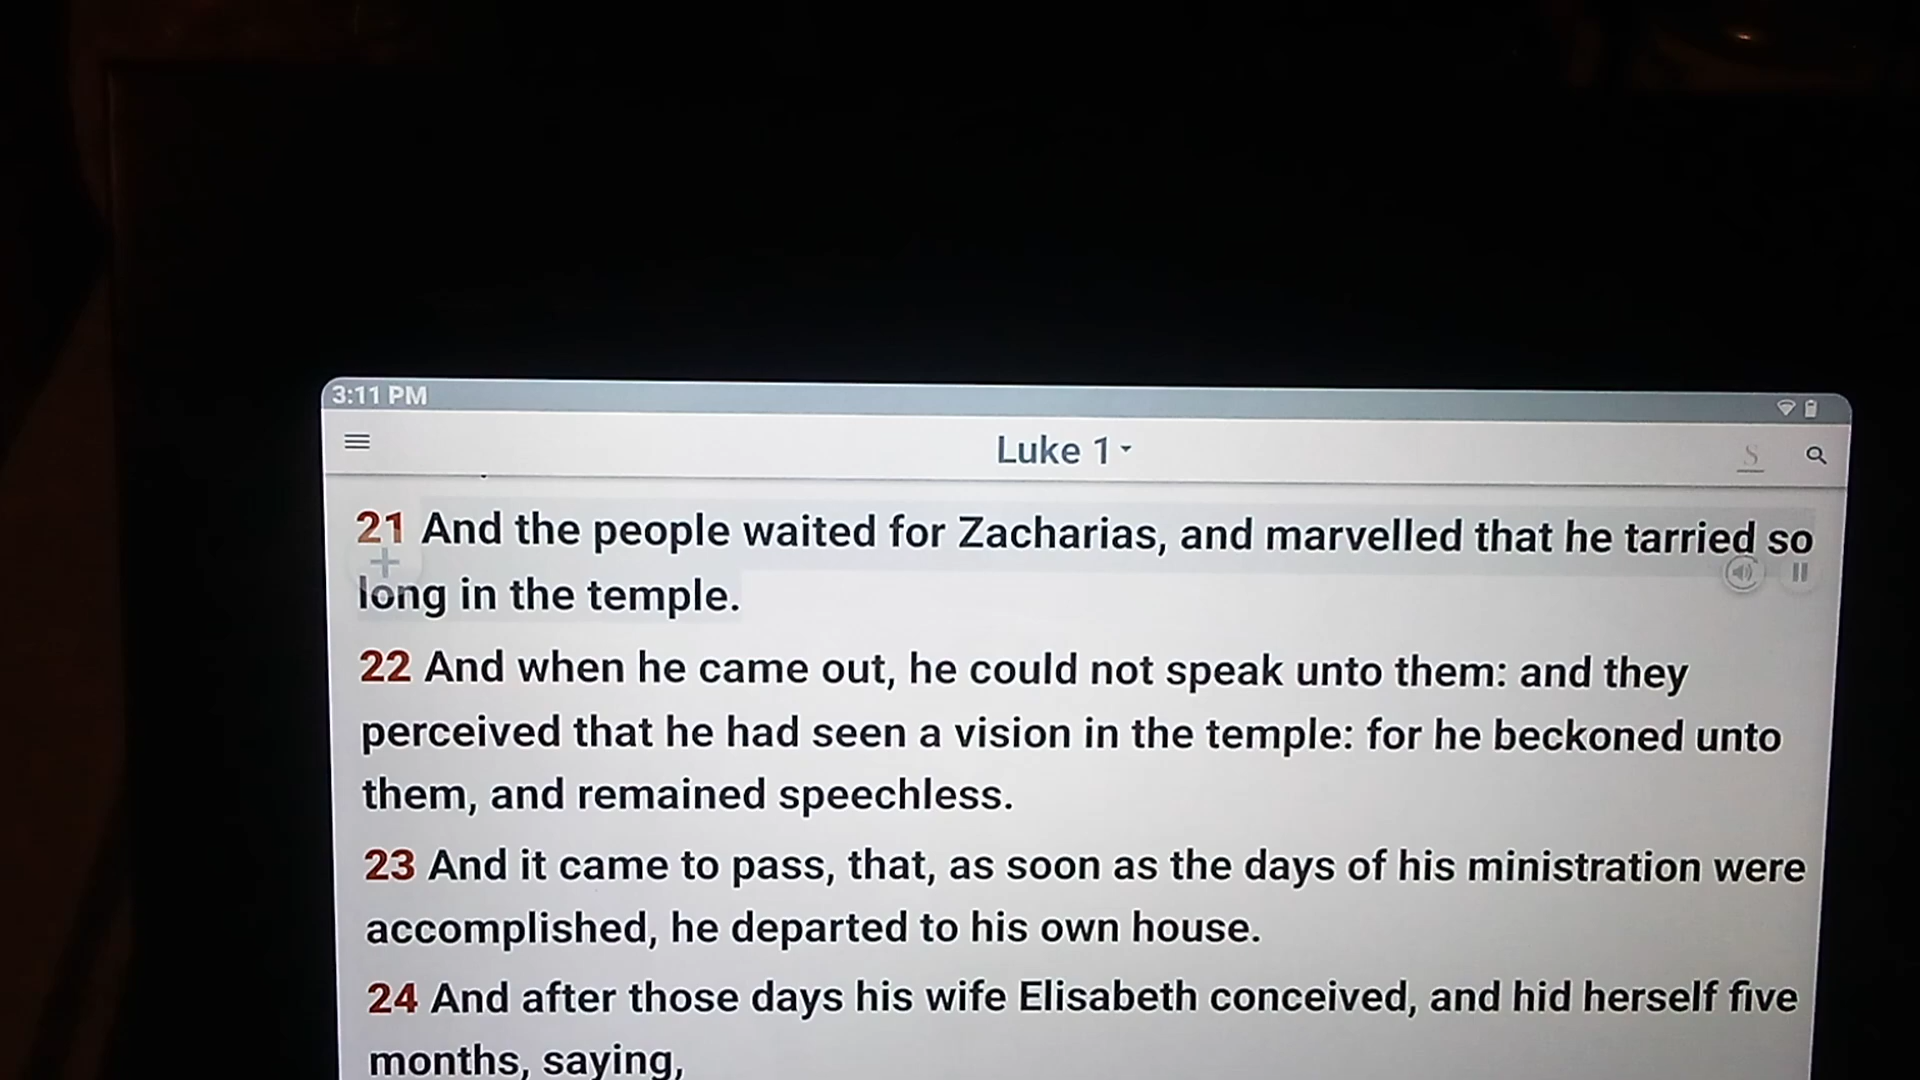 3:11 PM
Luke 1
S
21 And the people waited for Zacharias, and marvelled that he tarried so
long in the temple.
22 And when he came out, he could not speak unto them: and they
perceived that he had seen a vision in the temple: for he beckoned unto
them, and remained speechless.
23 And it came to pass, that, as soon as the days of his ministration were
accomplished, he departed to his own house.
24 And after those days his wife Elisabeth conceived, and hid herself five
months, saying,